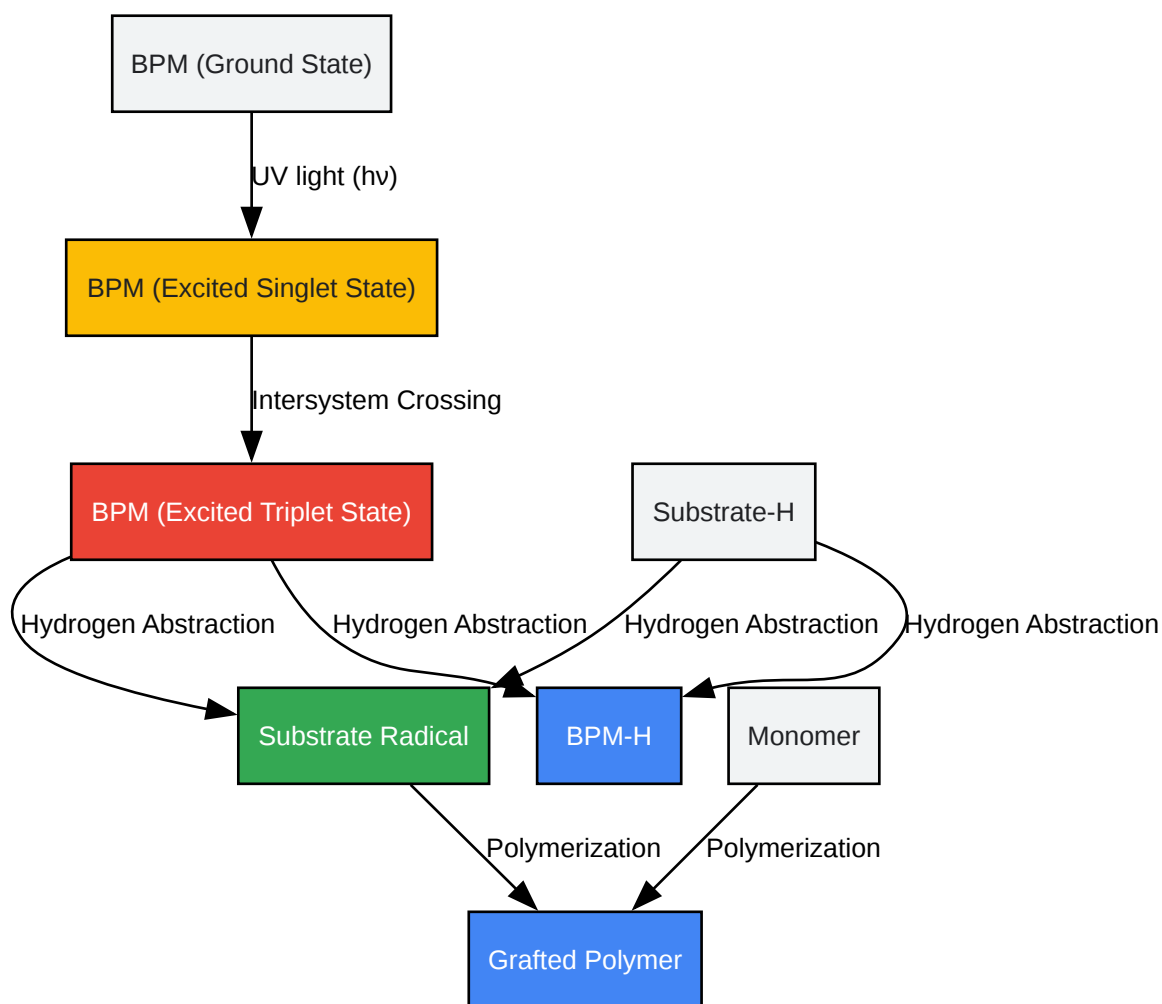 BPM (Ground State)
UV light (hν)
BPM (Excited Singlet State)
Intersystem Crossing
BPM (Excited Triplet State)
Substrate-H
Hydrogen Abstraction
Hydrogen Abstraction
Hydrogen Abstraction
Hydrogen Abstraction
Substrate Radical
BPM-H
Monomer
Polymerization
Polymerization
Grafted Polymer